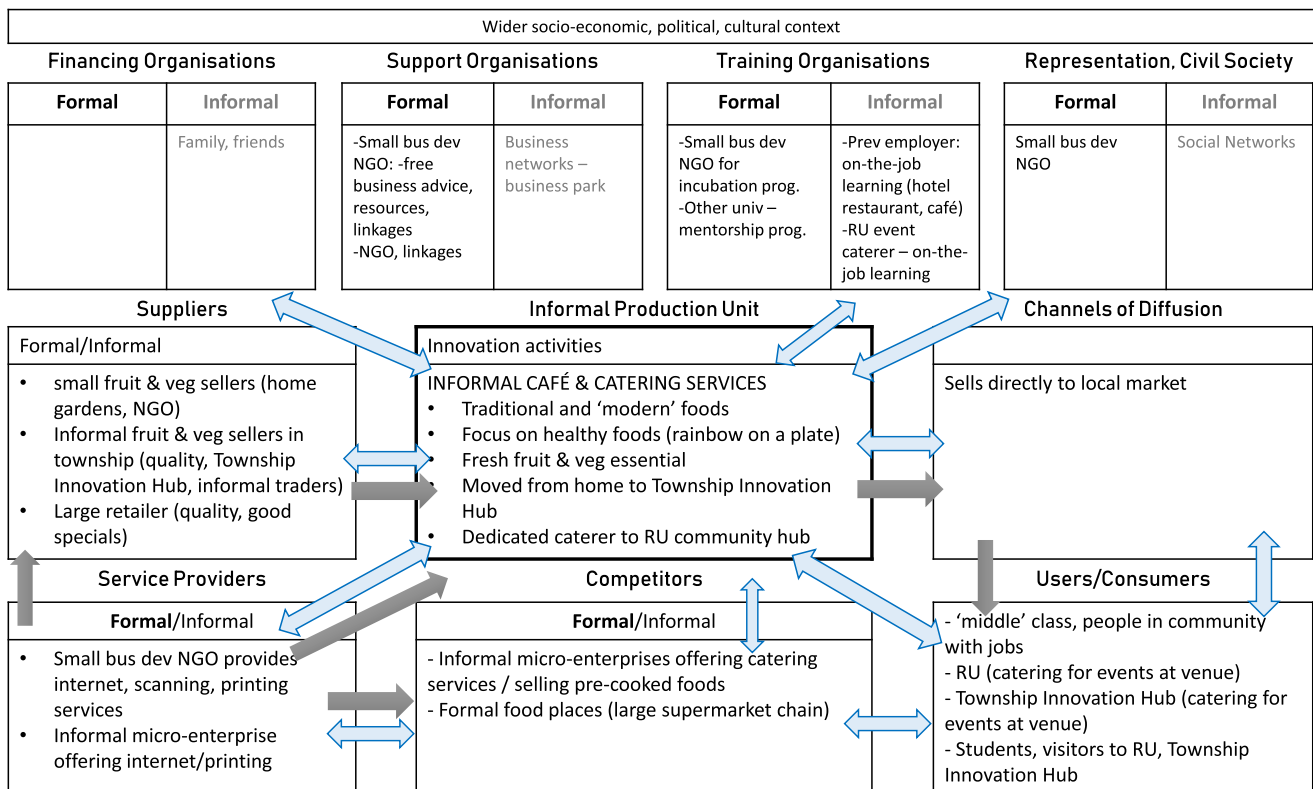 Wider socio-economic, political, cultural context
Financing Organisations
Support Organisations
Training Organisations
Representation, Civil Society
Formal
Informal
Family, friends
Formal
Informal
-Small bus dev
NGO: -free
business advice,
resources,
linkages
-NGO, linkages
Business
networks –
business park
Formal
Informal
-Small bus dev
NGO for
incubation prog.
-Other univ –
mentorship prog.
-Prev employer:
on-the-job
learning (hotel
restaurant, café)
-RU event
caterer – on-the-
job learning
Formal
Informal
Small bus dev
NGO
Social Networks
Suppliers
Formal/Informal
• small fruit & veg sellers (home
gardens, NGO)
• Informal fruit & veg sellers in
township (quality, Township
Innovation Hub, informal traders)
• Large retailer (quality, good
specials)
Informal Production Unit
Innovation activities
INFORMAL CAFÉ & CATERING SERVICES
• Traditional and ‘modern’ foods
• Focus on healthy foods (rainbow on a plate)
• Fresh fruit & veg essential
• Moved from home to Township Innovation
Hub
• Dedicated caterer to RU community hub
Channels of Diffusion
Sells directly to local market
Service Providers
Formal/Informal
• Small bus dev NGO provides
internet, scanning, printing
services
• Informal micro-enterprise
offering internet/printing
Competitors
Formal/Informal
- Informal micro-enterprises offering catering
services / selling pre-cooked foods
- Formal food places (large supermarket chain)
Users/Consumers
- ‘middle’ class, people in community
with jobs
- RU (catering for events at venue)
- Township Innovation Hub (catering for
events at venue)
- Students, visitors to RU, Township
Innovation Hub